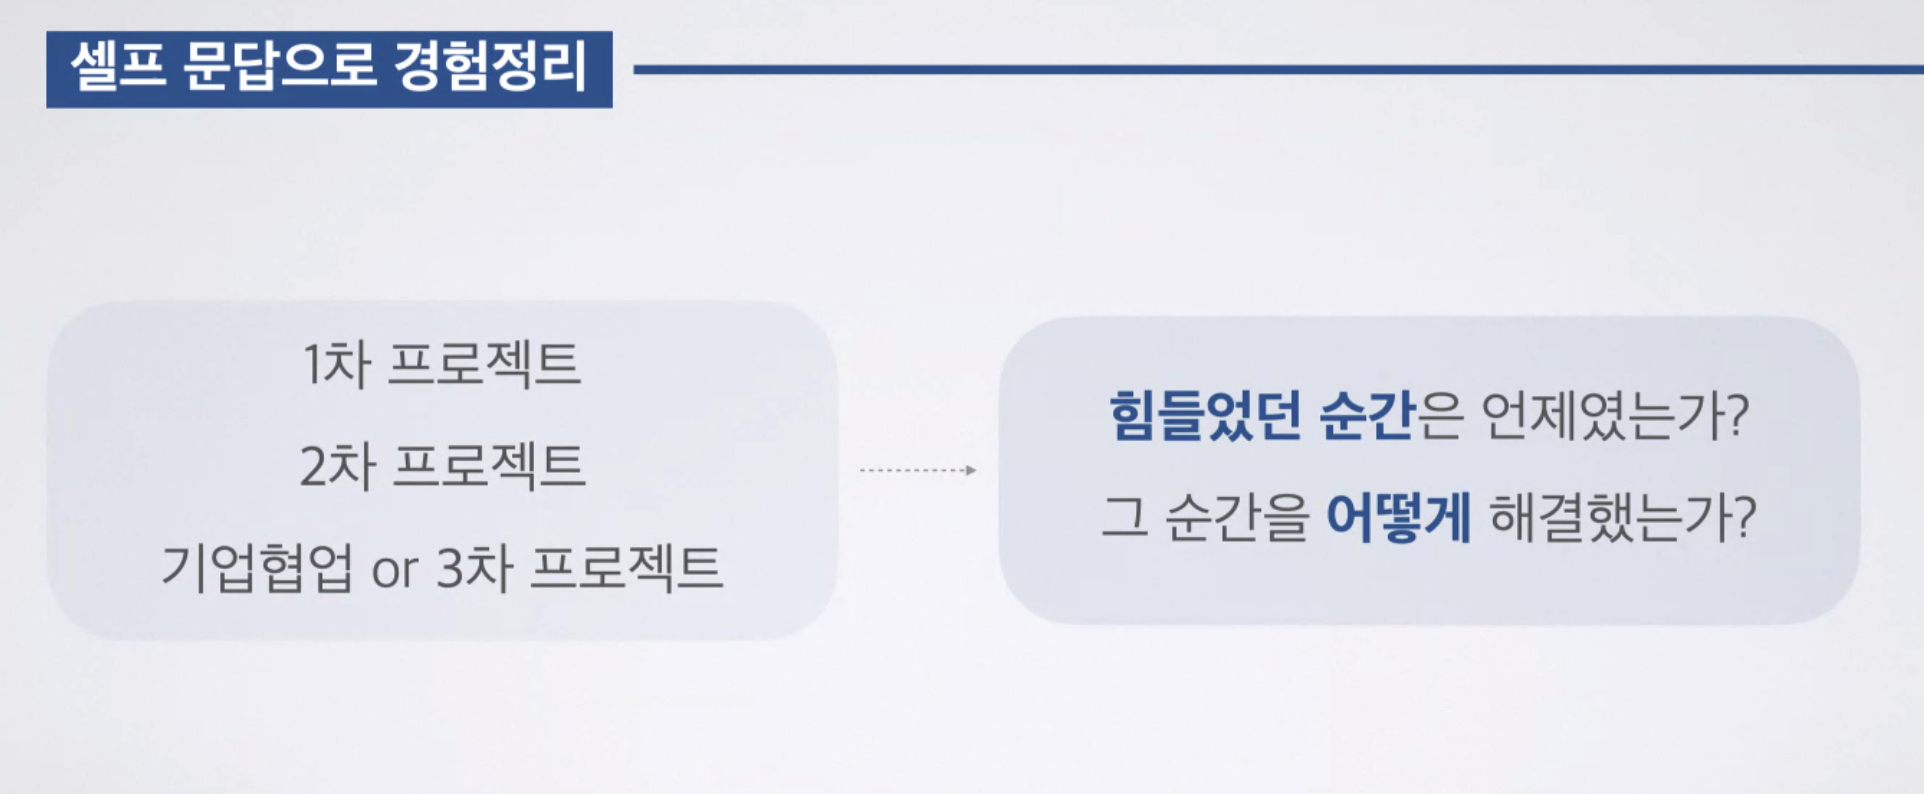 셀프 문답으로 경험정리
1차 프로젝트
2차 프로젝트
기업협업 or 3차 프로젝트
힘들었던 순간은 언제였는가?
그 순간을 어떻게 해결했는가?